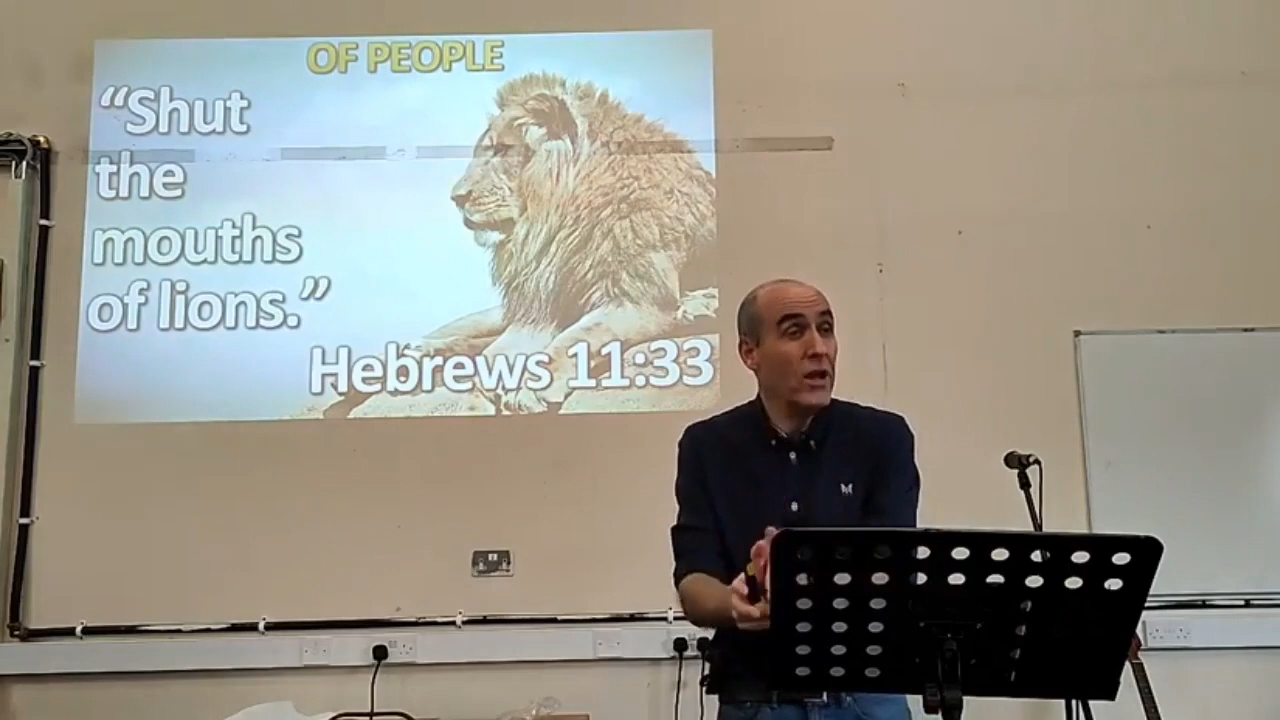 OF PEOPLE
“Shut
the
mouths
of lions.”
Hebrews 11:33